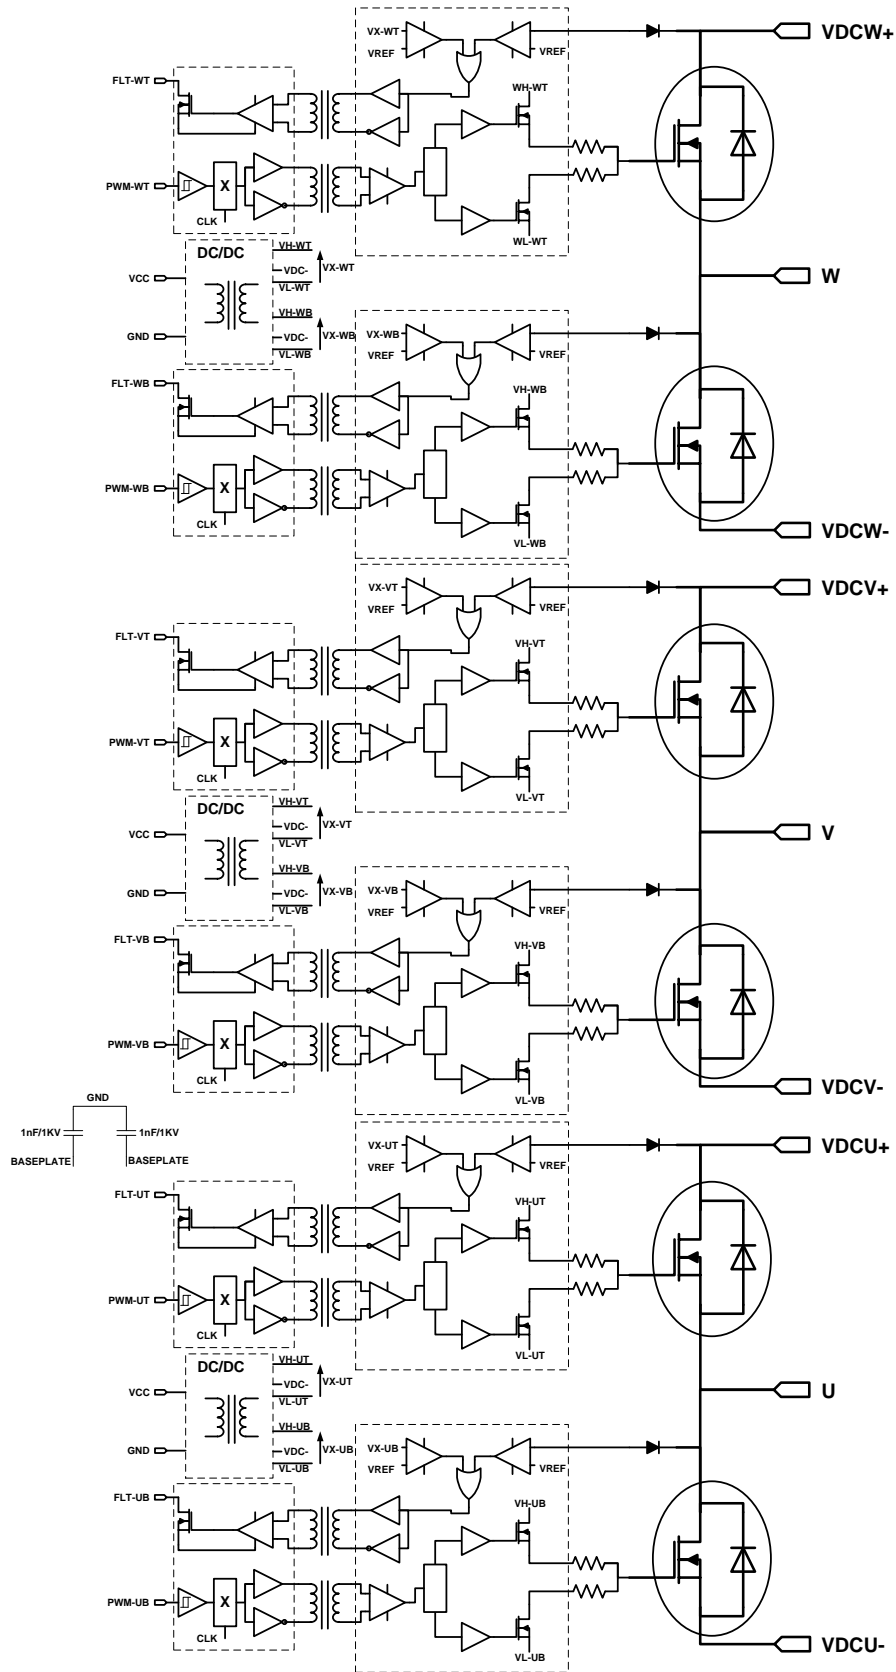 VX-WT
VREF
VREF
VDCW+
FLT-WT
WH-WT
PWM-WT
X
CLK
WL-WT
DC/DC
VH-WT
VDC-
VL-WT
VX-WT
VCC
W
VH-WB
VDC-
VL-WB
VX-WB
GND
VX-WB
VREF
VREF
FLT-WB
VH-WB
PWM-WB
X
CLK
VL-WB
VDCW-
VX-VT
VREF
VREF
VDCV+
FLT-VT
VH-VT
PWM-VT
X
CLK
VL-VT
DC/DC
VH-VT
VDC-
VL-VT
VX-VT
VCC
V
VH-VB
VDC-
VL-VB
VX-VB
GND
VX-VB
VREF
VREF
FLT-VB
VH-VB
PWM-VB
X
CLK
VL-VB
VDCV-
GND
1nF/1KV
1nF/1KV
BASEPLATE
BASEPLATE
VX-UT
VREF
VREF
VDCU+
FLT-UT
VH-UT
PWM-UT
X
CLK
VL-UT
DC/DC
VH-UT
VDC-
VL-UT
VX-UT
VCC
U
VH-UB
VDC-
VL-UB
VX-UB
GND
VX-UB
VREF
VREF
FLT-UB
VH-UB
PWM-UB
X
CLK
VL-UB
VDCU-